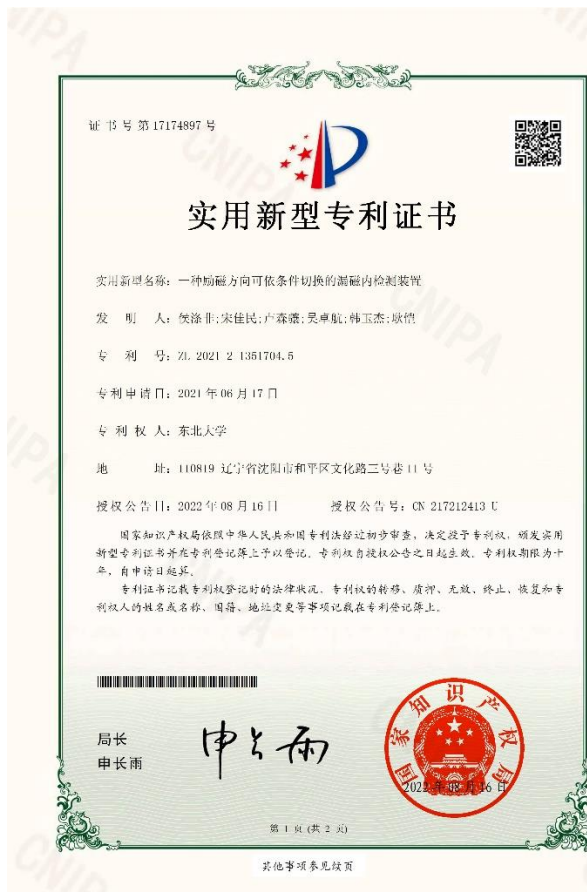 证书号第17174897号
实用新型专利证书
实用新型名称：一种励磁方向可依条件切换的漏磁内检测装置
发 明 人：侯涤非;宋佳民;卢森骧;吴卓航;韩玉杰;耿恺
专 利 号：ZL 2021 2 1351704.5
专利申请日：2021年06月17日
专 利 权 人：东北大学
地 址：110819 辽宁省沈阳市和平区文化路三号巷11号
授权公告日：2022年08月16日 授权公告号：CN 217212413 U
国家知识产权局依照中华人民共和国专利法经过初步审查，决定授予专利权，颁发实用
新型专利证书并在专利登记簿上予以登记。专利权自授权公告之日起生效。专利权期限为十
年，自申请日起算。
专利证书记载专利权登记时的法律状况。专利权的转移、质押、无效、终止、恢复和专
利权人的姓名或名称、国籍、地址变更等事项记载在专利登记簿上。
局长
申长雨
申长雨
国家知识产权局
2022年08月16日
第 1 页 (共 2 页)
其他事项参见续页
CNIPA